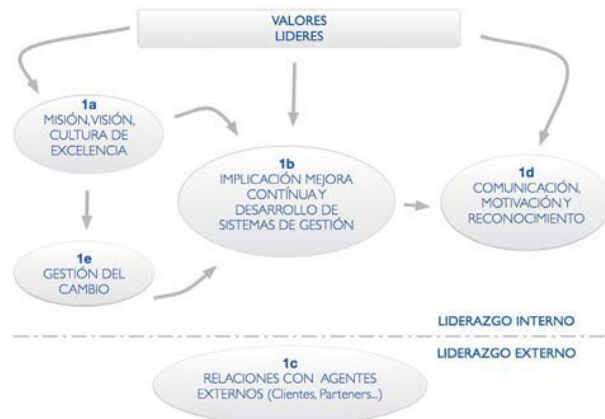 VALORES
LIDERES
1a
MISIÓN, VISIÓN,
CULTURA DE
EXCELENCIA
1b
IMPLICACIÓN MEJORA
CONTÍNUA Y
DESARROLLO DE
SISTEMAS DE GESTIÓN
1d
COMUNICACIÓN,
MOTIVACIÓN Y
RECONOCIMIENTO
1e
GESTIÓN DEL
CAMBIO
LIDERAZGO INTERNO
LIDERAZGO EXTERNO
1c
RELACIONES CON AGENTES
EXTERNOS (Clientes, Parteners...)